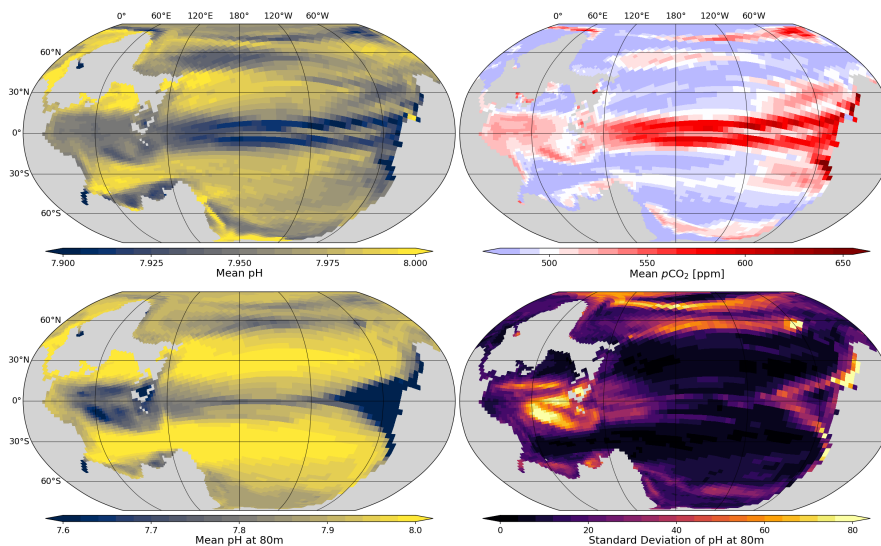 0° 60°E 120°E 180° 120°W 60°W
0° 60°E 120°E 180° 120°W 60°W
60°N
30°N
0°
30°S
60°S
7.900 7.925 7.950 7.975 8.000
Mean pH
500 550 600 650
Mean pCO₂ [ppm]
60°N
30°N
0°
30°S
60°S
7.6 7.7 7.8 7.9 8.0
Mean pH at 80m
0 20 40 60 80
Standard Deviation of pH at 80m